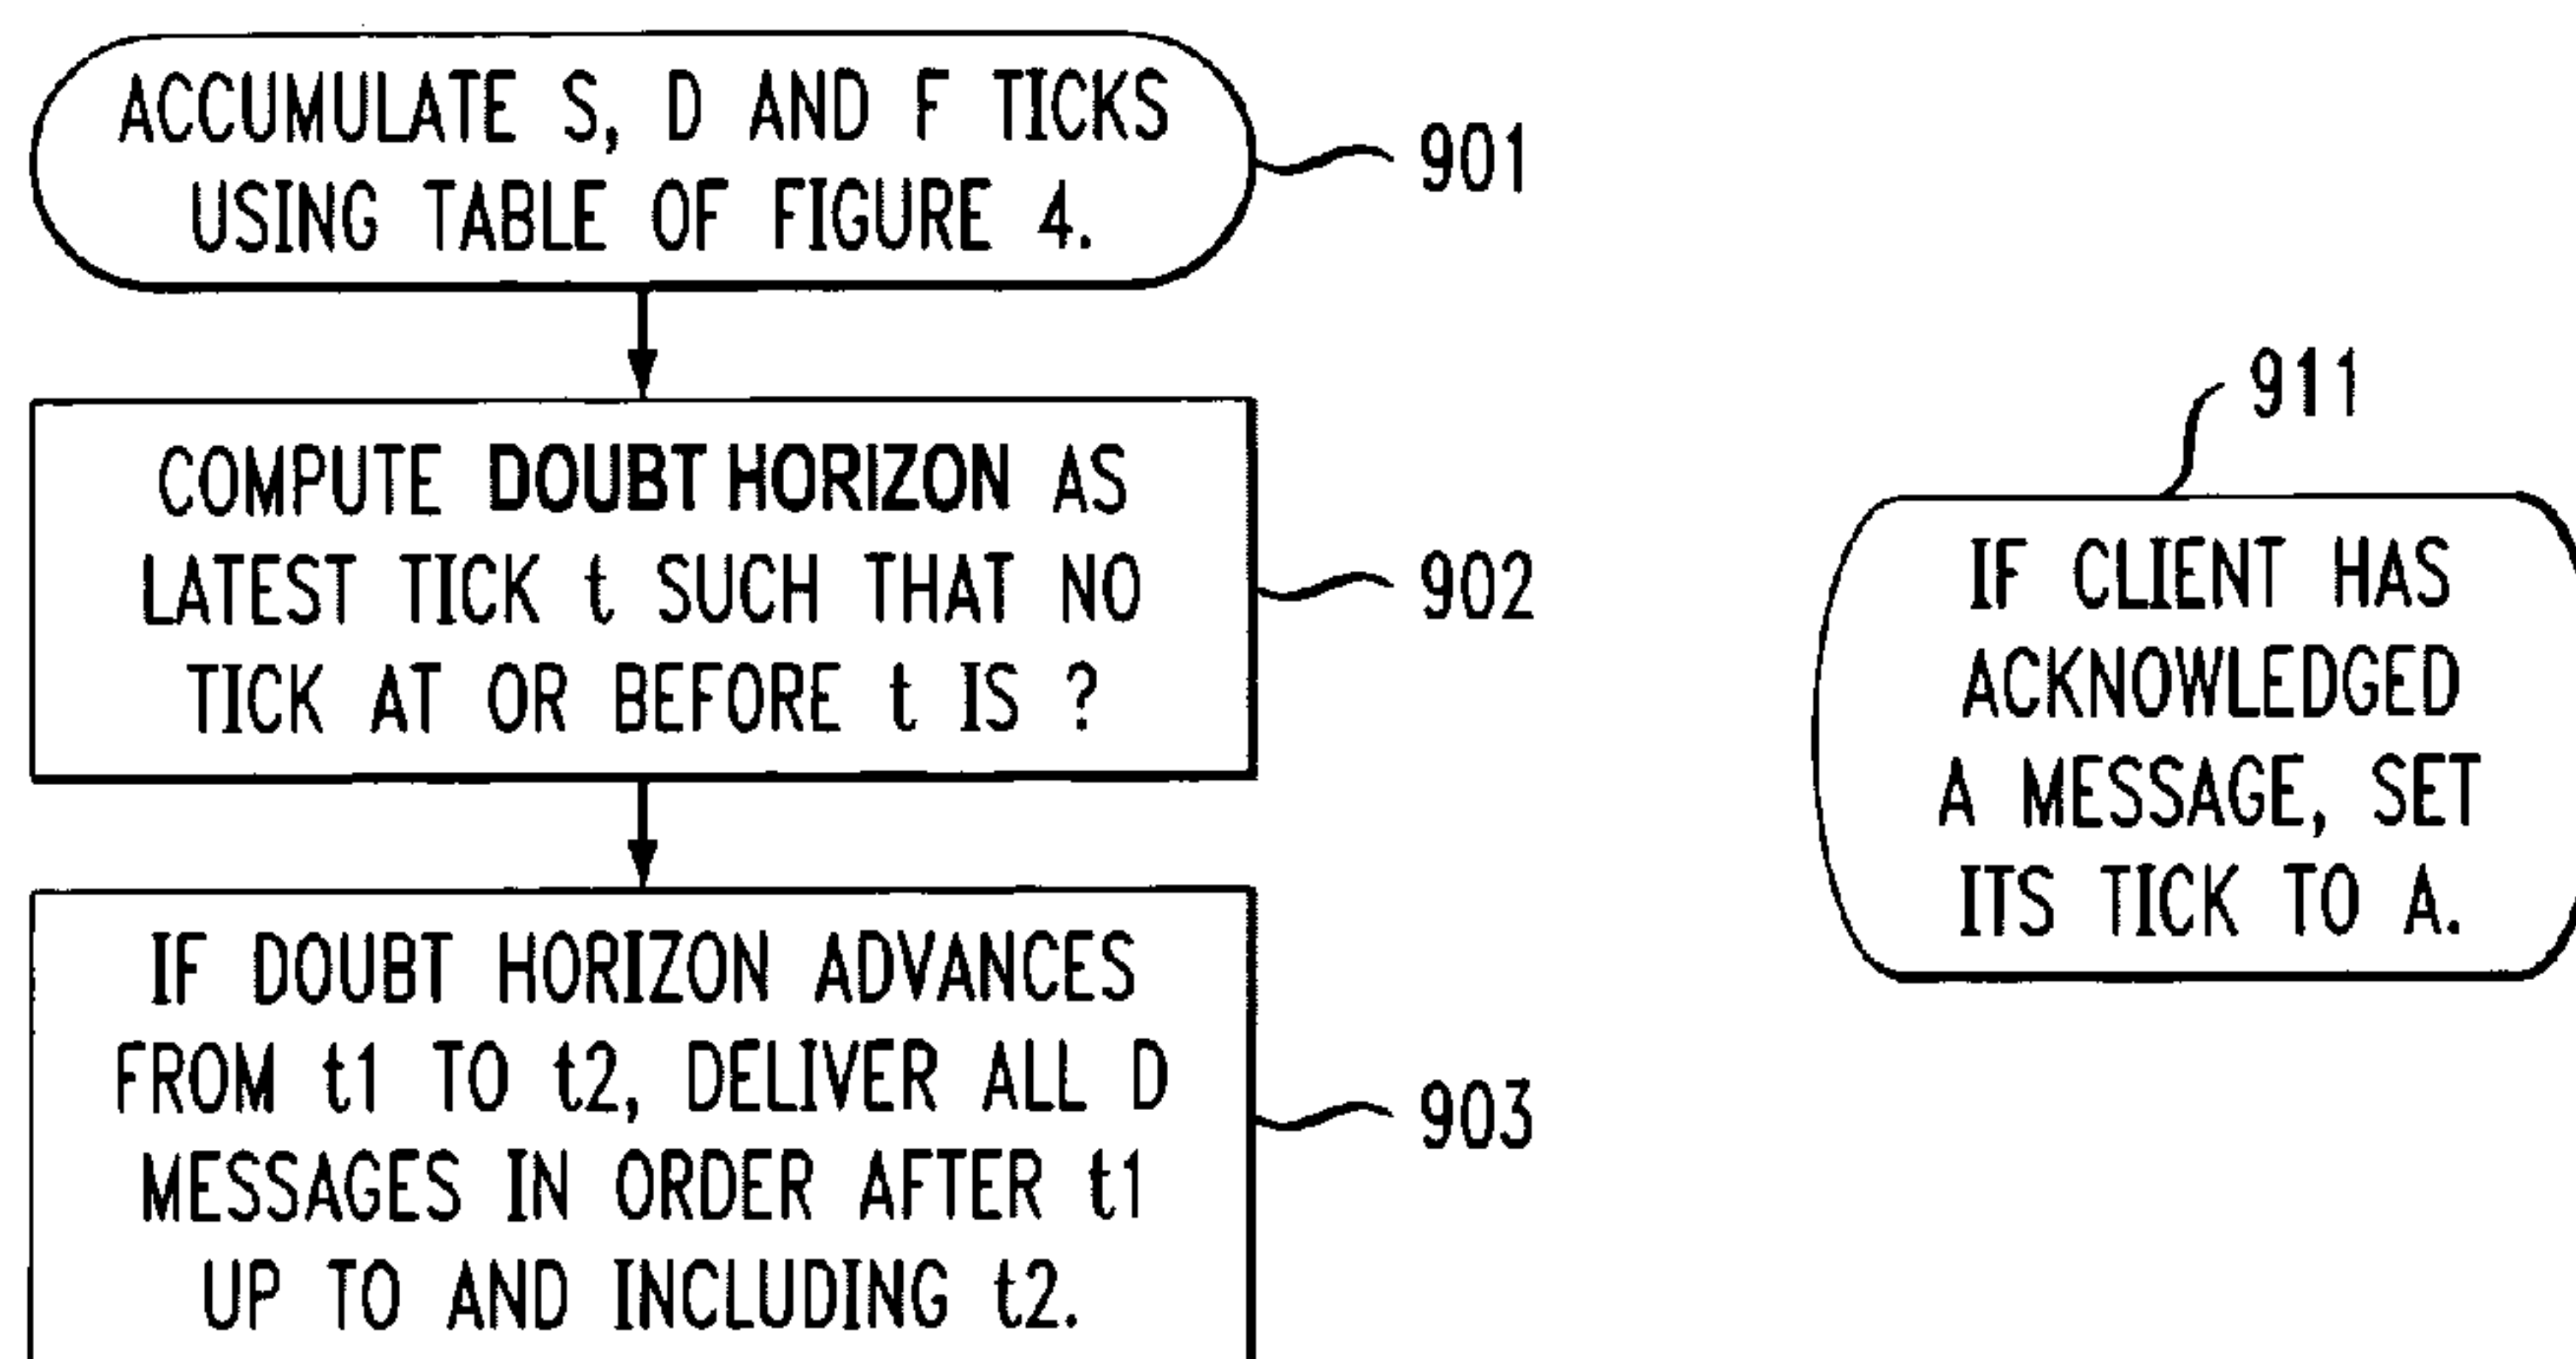 ACCUMULATE S, D AND F TICKS
USING TABLE OF FIGURE 4.
901
COMPUTE DOUBT HORIZON AS
LATEST TICK t SUCH THAT NO
TICK AT OR BEFORE t IS ?
902
IF DOUBT HORIZON ADVANCES
FROM t1 TO t2, DELIVER ALL D
MESSAGES IN ORDER AFTER t1
UP TO AND INCLUDING t2.
903
911
IF CLIENT HAS
ACKNOWLEDGED
A MESSAGE, SET
ITS TICK TO A.